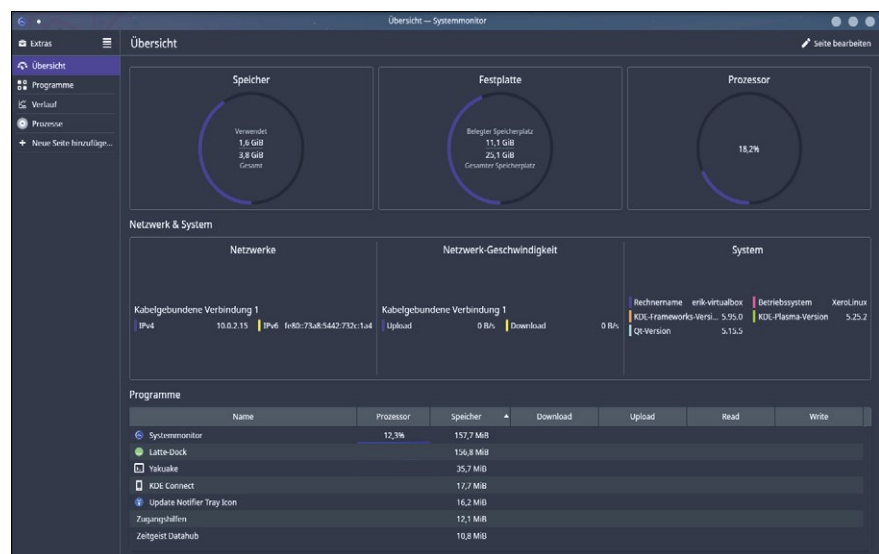 Übersicht — Systemmonitor
Extras
Übersicht
Seite bearbeiten
Übersicht
Programme
Verlauf
Prozesse
+ Neue Seite hinzufüge...
Speicher
Verwendet
1,6 GiB
3,8 GiB
Gesamt
Festplatte
Belegter Speicherplatz
11,1 GiB
25,1 GiB
Gesamter Speicherplatz
Prozessor
18,2%
Netzwerk & System
Netzwerke
Kabelgebundene Verbindung 1
IPv4 10.0.2.15 IPv6 fe80::73a8:5442:732c:1a4
Netzwerk-Geschwindigkeit
Kabelgebundene Verbindung 1
Upload 0 B/s Download 0 B/s
System
Rechnername erik-virtualbox Betriebssystem XeroLinux
KDE-Frameworks-Versi... 5.95.0 KDE-Plasma-Version 5.25.2
Qt-Version 5.15.5
Programme
Name Prozessor Speicher Download Upload Read Write
Systemmonitor 12,3% 157,7 MiB
Latte-Dock 156,8 MiB
Yakuake 35,7 MiB
KDE Connect 17,7 MiB
Update Notifier Tray Icon 16,2 MiB
Zugangshilfen 12,1 MiB
Zeitgeist Datahub 10,8 MiB